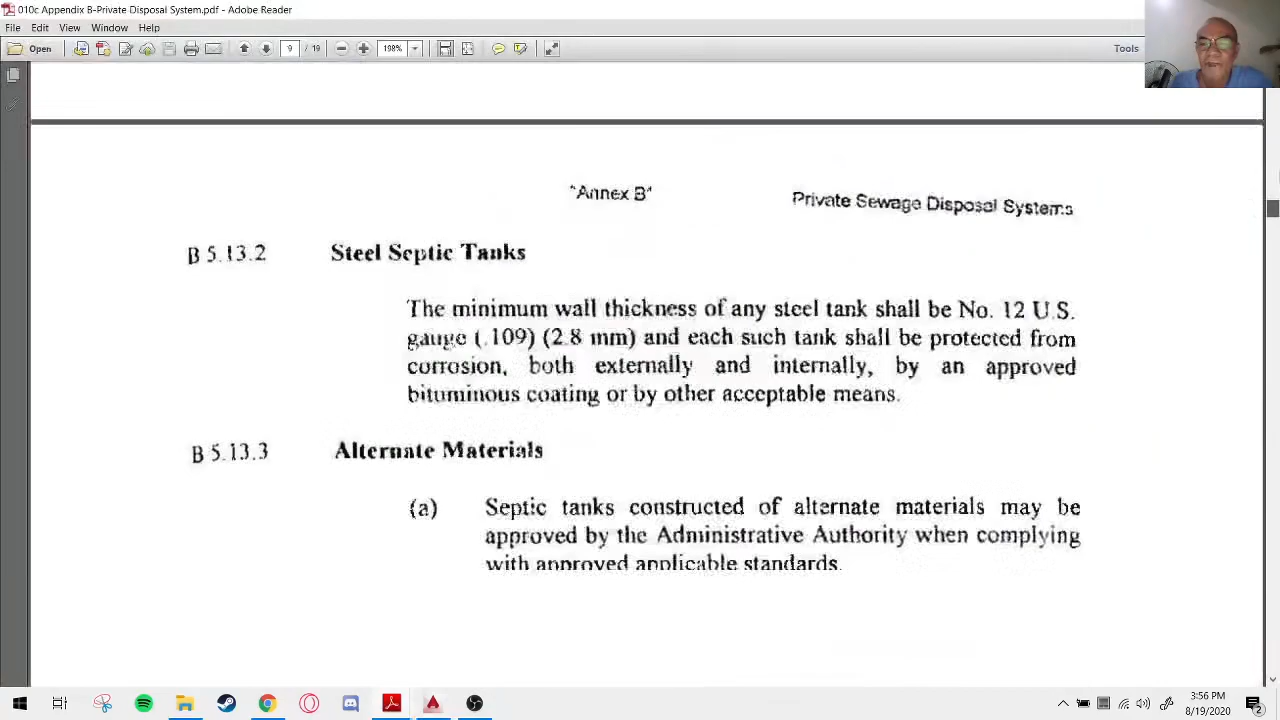 010c Appendix B-Private Disposal System.pdf - Adobe Reader
File Edit View Window Help
Open 9 / 19 198% Tools
"Annex B" Private Sewage Disposal Systems
B 5.13.2 Steel Septic Tanks
The minimum wall thickness of any steel tank shall be No. 12 U.S.
gauge (.109) (2.8 mm) and each such tank shall be protected from
corrosion, both externally and internally, by an approved
bituminous coating or by other acceptable means.
B 5.13.3 Alternate Materials
(a) Septic tanks constructed of alternate materials may be
approved by the Administrative Authority when complying
with approved applicable standards.
3:56 PM
8/19/2020
2